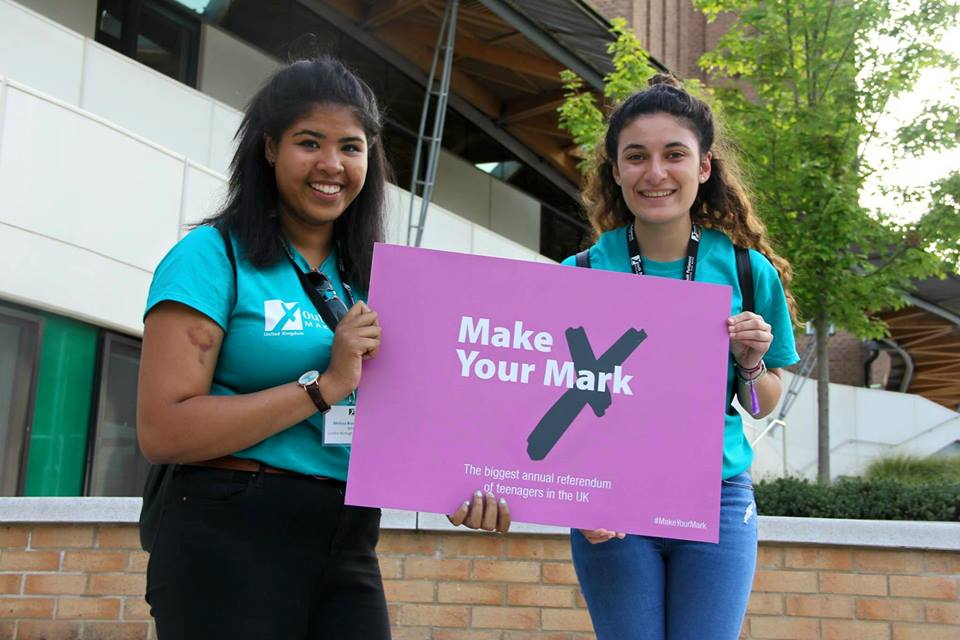 Make
Your Mark
The biggest annual referendum
of teenagers in the UK
#MakeYourMark
United Kingdom